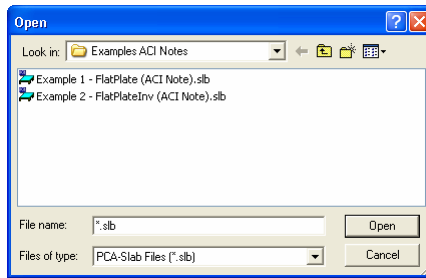 Open
Look in: Examples ACI Notes
Example 1 - FlatPlate (ACI Note).slb
Example 2 - FlatPlateInv (ACI Note).slb
File name: *.slb Open
Files of type: PCA-Slab Files (*.slb) Cancel